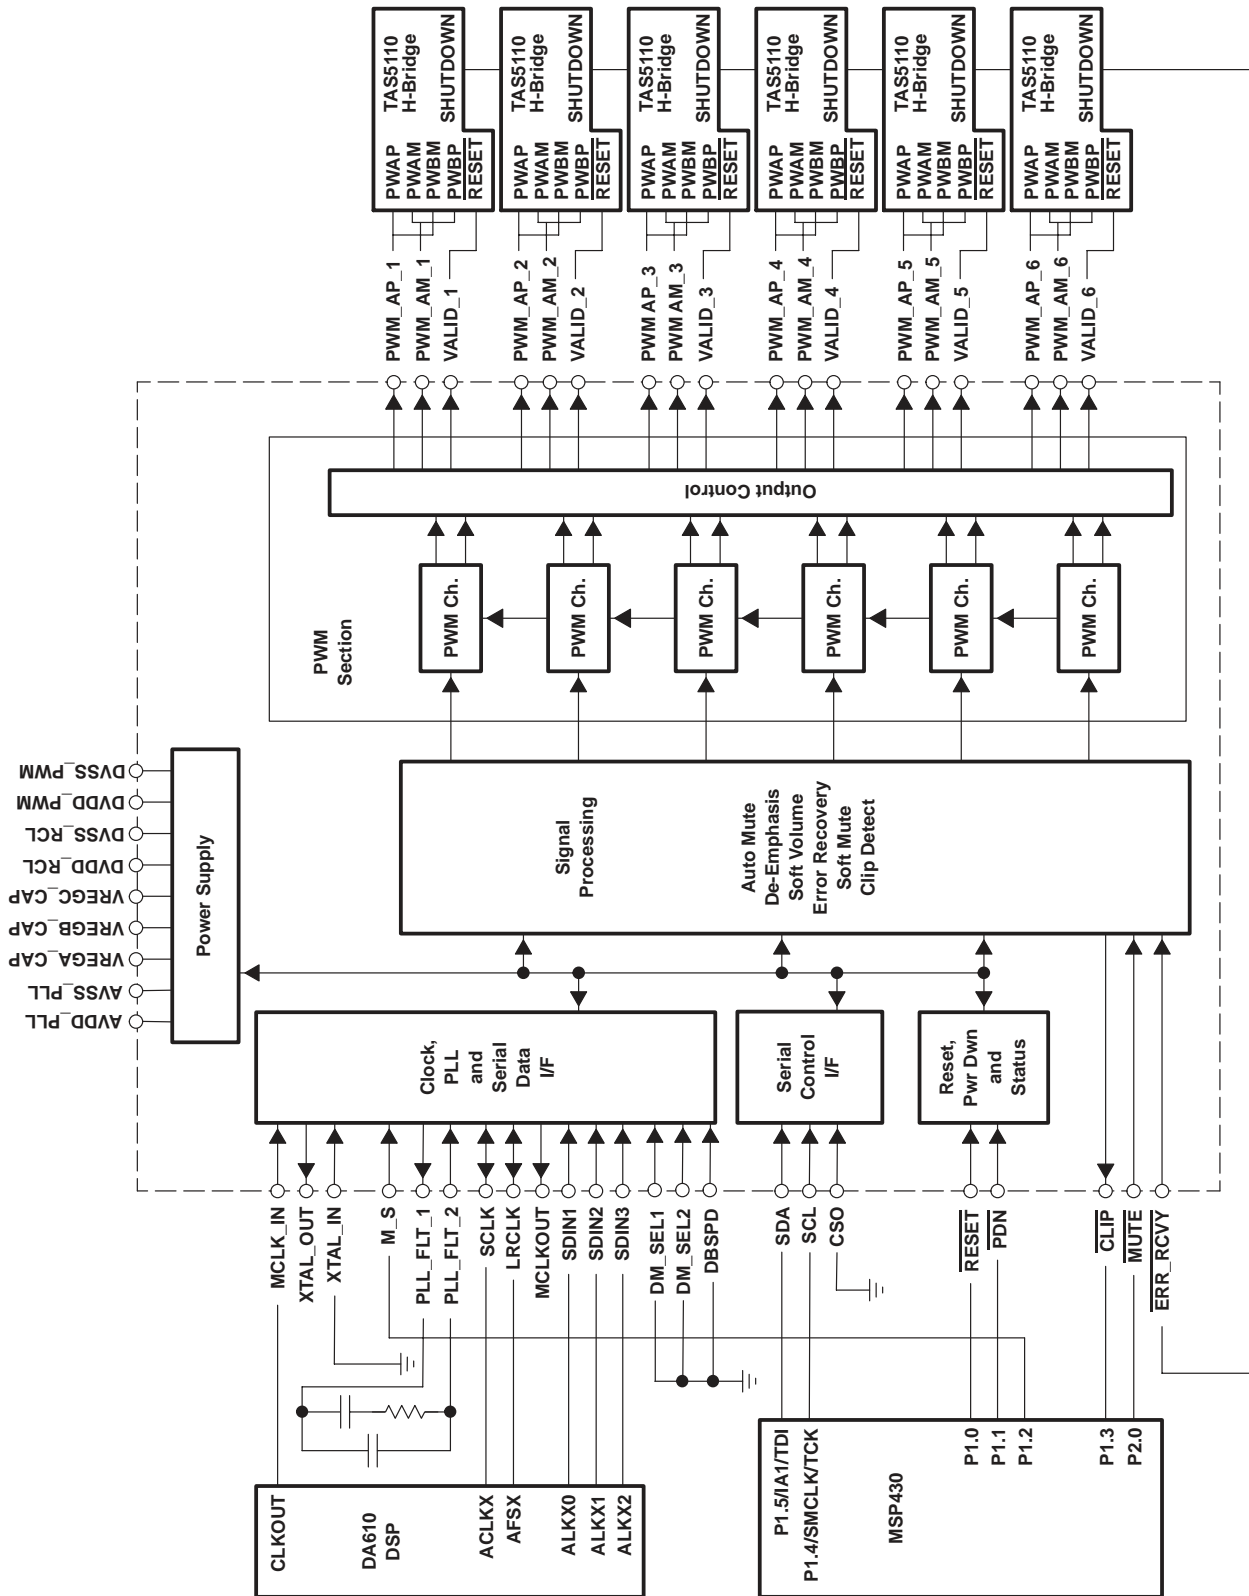 TAS5110
H-Bridge
SHUTDOWN
PWAP
PWAM
PWBM
PWBP
RESET
TAS5110
H-Bridge
SHUTDOWN
PWAP
PWAM
PWBM
PWBP
RESET
TAS5110
H-Bridge
SHUTDOWN
PWAP
PWAM
PWBM
PWBP
RESET
TAS5110
H-Bridge
SHUTDOWN
PWAP
PWAM
PWBM
PWBP
RESET
TAS5110
H-Bridge
SHUTDOWN
PWAP
PWAM
PWBM
PWBP
RESET
TAS5110
H-Bridge
SHUTDOWN
PWAP
PWAM
PWBM
PWBP
RESET
PWM_AP_1
PWM_AM_1
VALID_1
PWM_AP_2
PWM_AM_2
VALID_2
PWM AP_3
PWM AM_3
VALID_3
PWM_AP_4
PWM_AM_4
VALID_4
PWM_AP_5
PWM_AM_5
VALID_5
PWM_AP_6
PWM_AM_6
VALID_6
Output Control
PWM
Section
PWM Ch.
PWM Ch.
PWM Ch.
PWM Ch.
PWM Ch.
PWM Ch.
DVSS_PWM
DVDD_PWM
DVSS_RCL
DVDD_RCL
VREGC_CAP
VREGB_CAP
VREGA_CAP
AVSS_PLL
AVDD_PLL
Power Supply
Signal
Processing
Auto Mute
De-Emphasis
Soft Volume
Error Recovery
Soft Mute
Clip Detect
Clock,
PLL
and
Serial
Data
I/F
Serial
Control
I/F
Reset,
Pwr Dwn
and
Status
MCLK_IN
XTAL_OUT
XTAL_IN
M_S
PLL_FLT_1
PLL_FLT_2
SCLK
LRCLK
MCLKOUT
SDIN1
SDIN2
SDIN3
DM_SEL1
DM_SEL2
DBSPD
SDA
SCL
CSO
RESET
PDN
CLIP
MUTE
ERR_RCVY
CLKOUT
DA610
DSP
ACLKX
AFSX
ALKX0
ALKX1
ALKX2
P1.5/IA1/TDI
P1.4/SMCLK/TCK
MSP430
P1.0
P1.1
P1.2
P1.3
P2.0